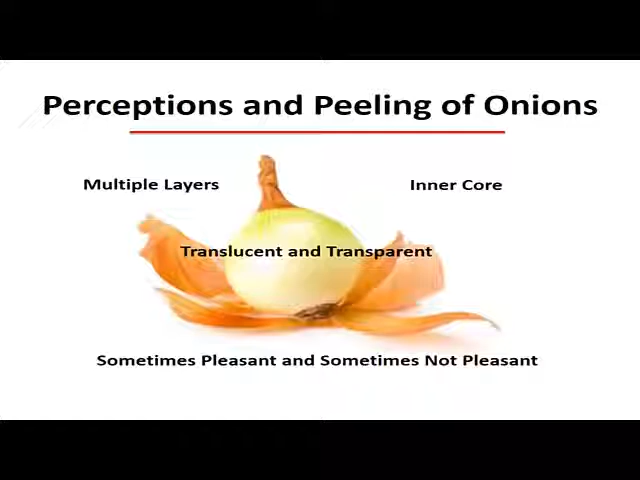 Perceptions and Peeling of Onions
Multiple Layers
Inner Core
Translucent and Transparent
Sometimes Pleasant and Sometimes Not Pleasant